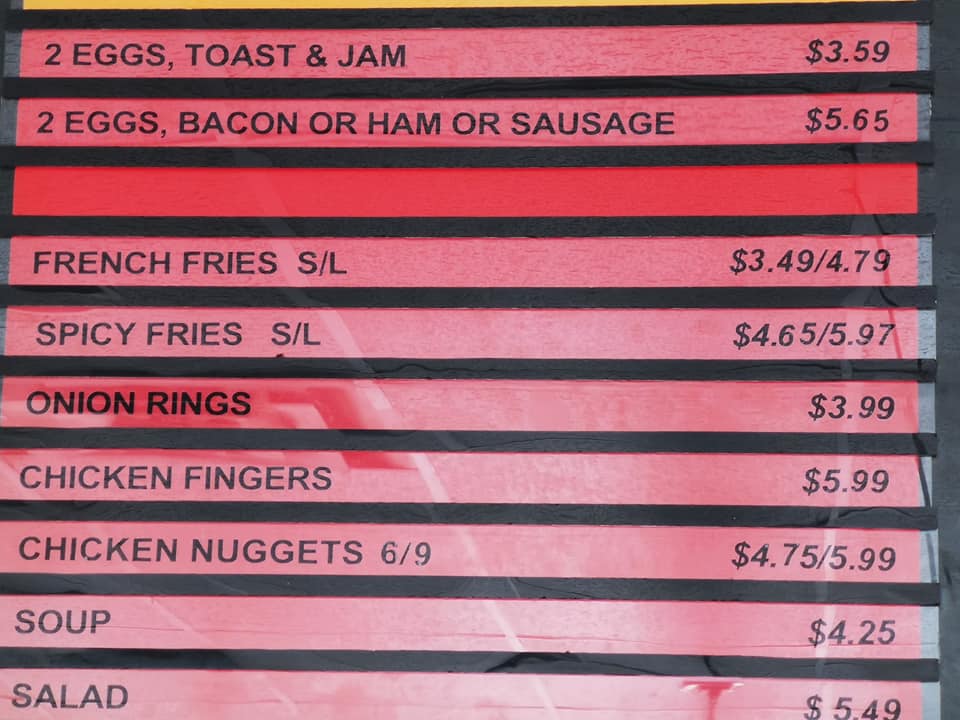 2 EGGS, TOAST & JAM $3.59
2 EGGS, BACON OR HAM OR SAUSAGE $5.65
FRENCH FRIES S/L $3.49/4.79
SPICY FRIES S/L $4.65/5.97
ONION RINGS $3.99
CHICKEN FINGERS $5.99
CHICKEN NUGGETS 6/9 $4.75/5.99
SOUP $4.25
SALAD $ 5.49